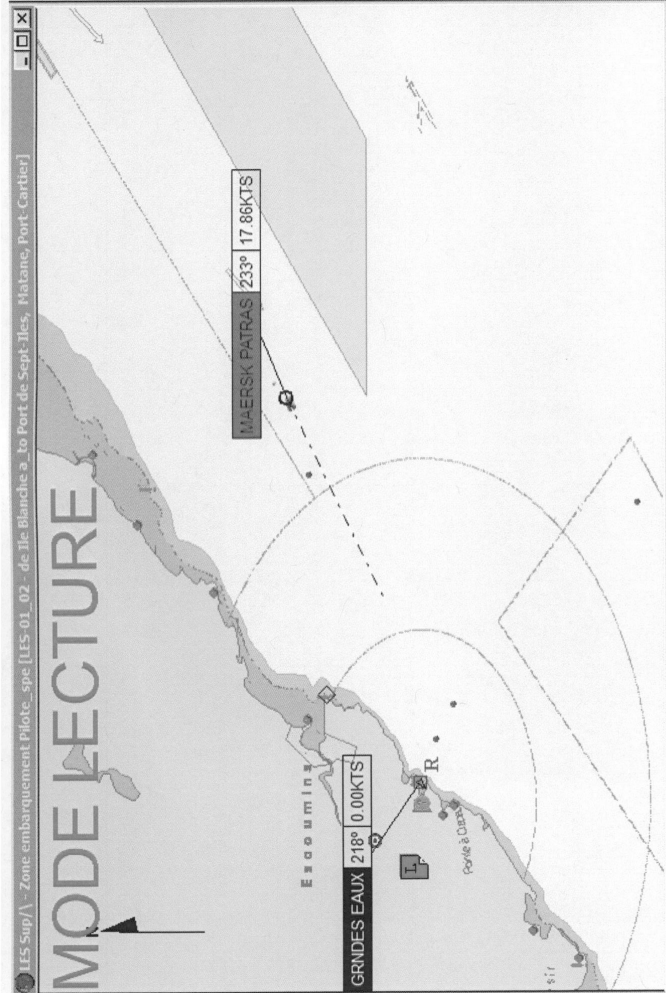 LES Sup/\ - Zone embarquement Pilote_spe [LES-01_02 - de Ile Blanche a_to Port de Sept-Iles, Matane, Port-Cartier]
MODE LECTURE
N
MAERSK PATRAS 233° 17.86KTS
Escoumins
GRNDES EAUX 218° 0.00KTS
R
L